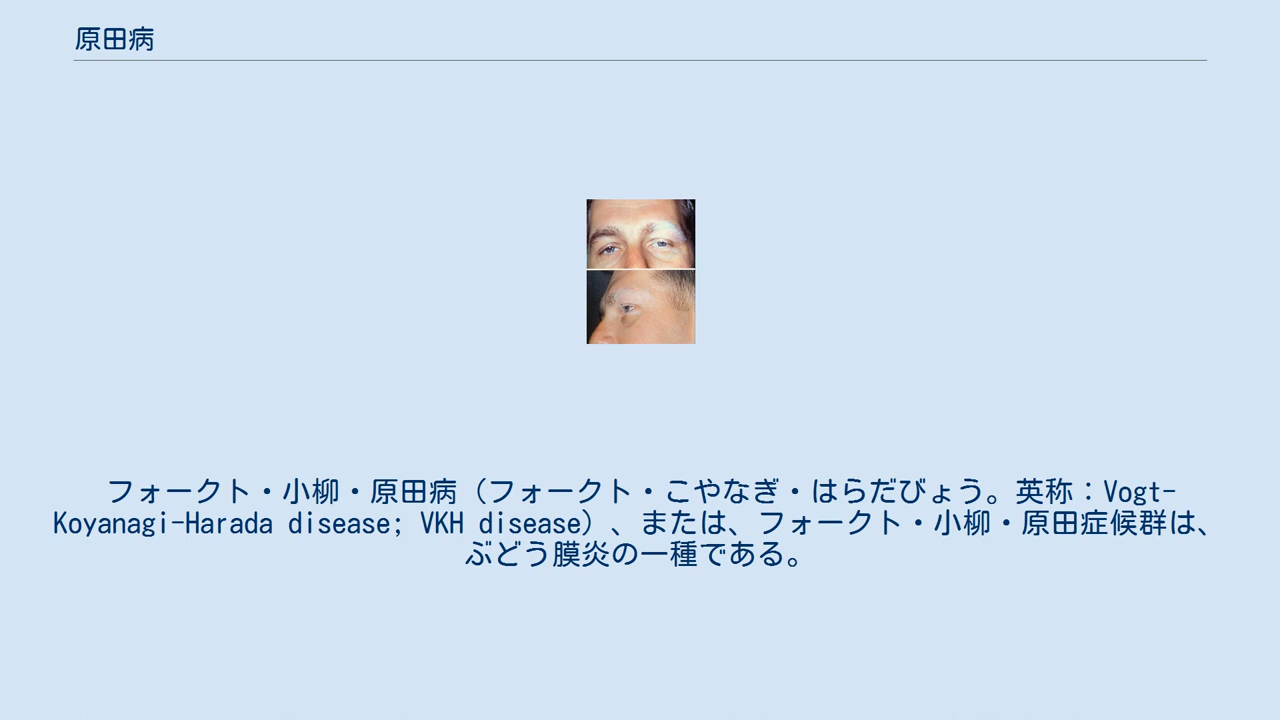 原田病
フォークト・小柳・原田病（フォークト・こやなぎ・はらだびょう。英称：Vogt-
Koyanagi-Harada disease; VKH disease）、または、フォークト・小柳・原田症候群は、
ぶどう膜炎の一種である。